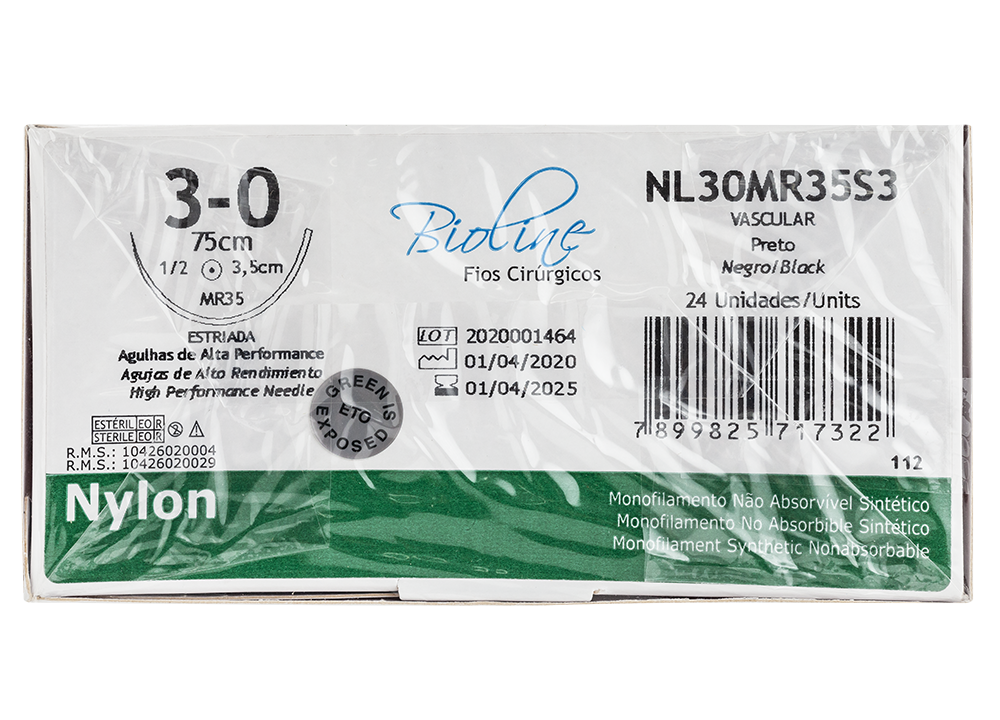 3-0
75cm
1/2 3,5cm
MR35
ESTRIADA
Agulhas de Alta Performance
Agujas de Alto Rendimiento
High Performance Needle
Bioline
Fios Cirúrgicos
LOT 2020001464
01/04/2020
01/04/2025
GREEN IS
ETO
EXPOSED
NL30MR35S3
VASCULAR
Preto
Negro/Black
24 Unidades/Units
7 899825 717322
112
ESTÉRIL EO R
STERILE EO R
R.M.S.: 10426020004
R.M.S.: 10426020029
Nylon
Monofilamento Não Absorvível Sintético
Monofilamento No Absorbible Sintético
Monofilament Synthetic Nonabsorbable